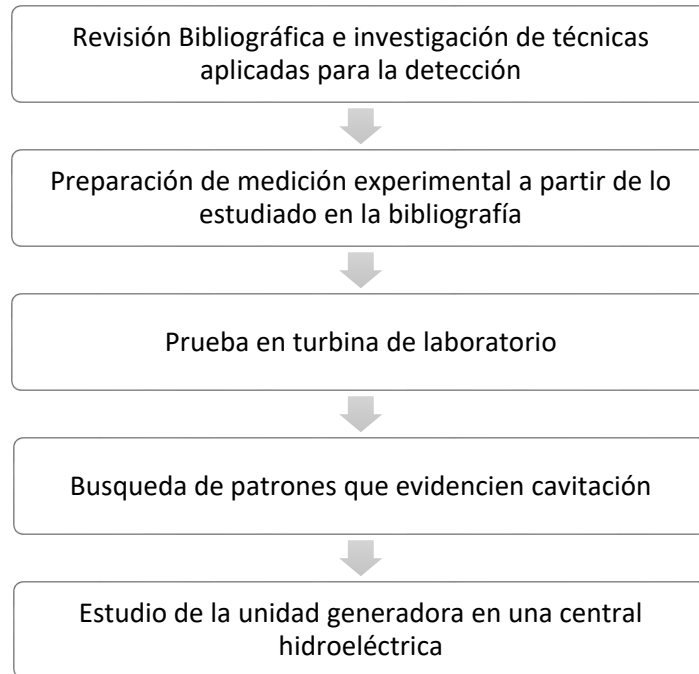 Revisión Bibliográfica e investigación de técnicas
aplicadas para la detección
Preparación de medición experimental a partir de lo
estudiado en la bibliografía
Prueba en turbina de laboratorio
Busqueda de patrones que evidencien cavitación
Estudio de la unidad generadora en una central
hidroeléctrica